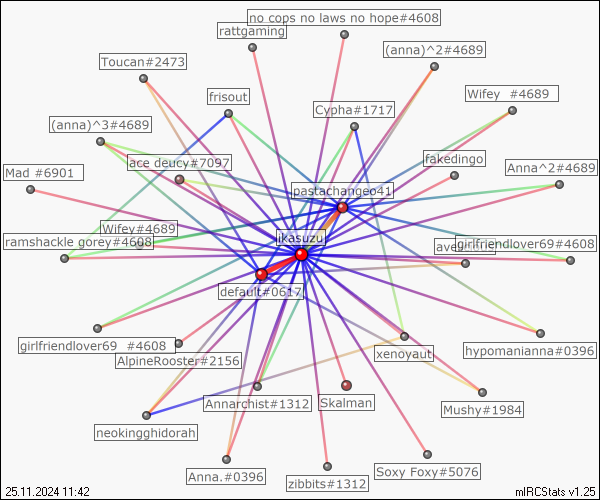 no cops no laws no hope#4608
rattgaming
(anna)^2#4689
Toucan#2473
frisout
Wifey  #4689
Cypha#1717
(anna)^3#4689
ace deucy#7097
fakedingo
Anna^2#4689
Mad #6901
pastachangeo41
Wifey#4689
ikasuzu
ramshackle gorey#4608
girlfriendlover69#4608
default#0617
girlfriendlover69  #4608
AlpineRooster#2156
xenoyaut
hypomanianna#0396
Annarchist#1312
Skalman
Mushy#1984
neokingghidorah
Anna.#0396
zibbits#1312
Soxy Foxy#5076
25.11.2024 11:42
mIRCStats v1.25